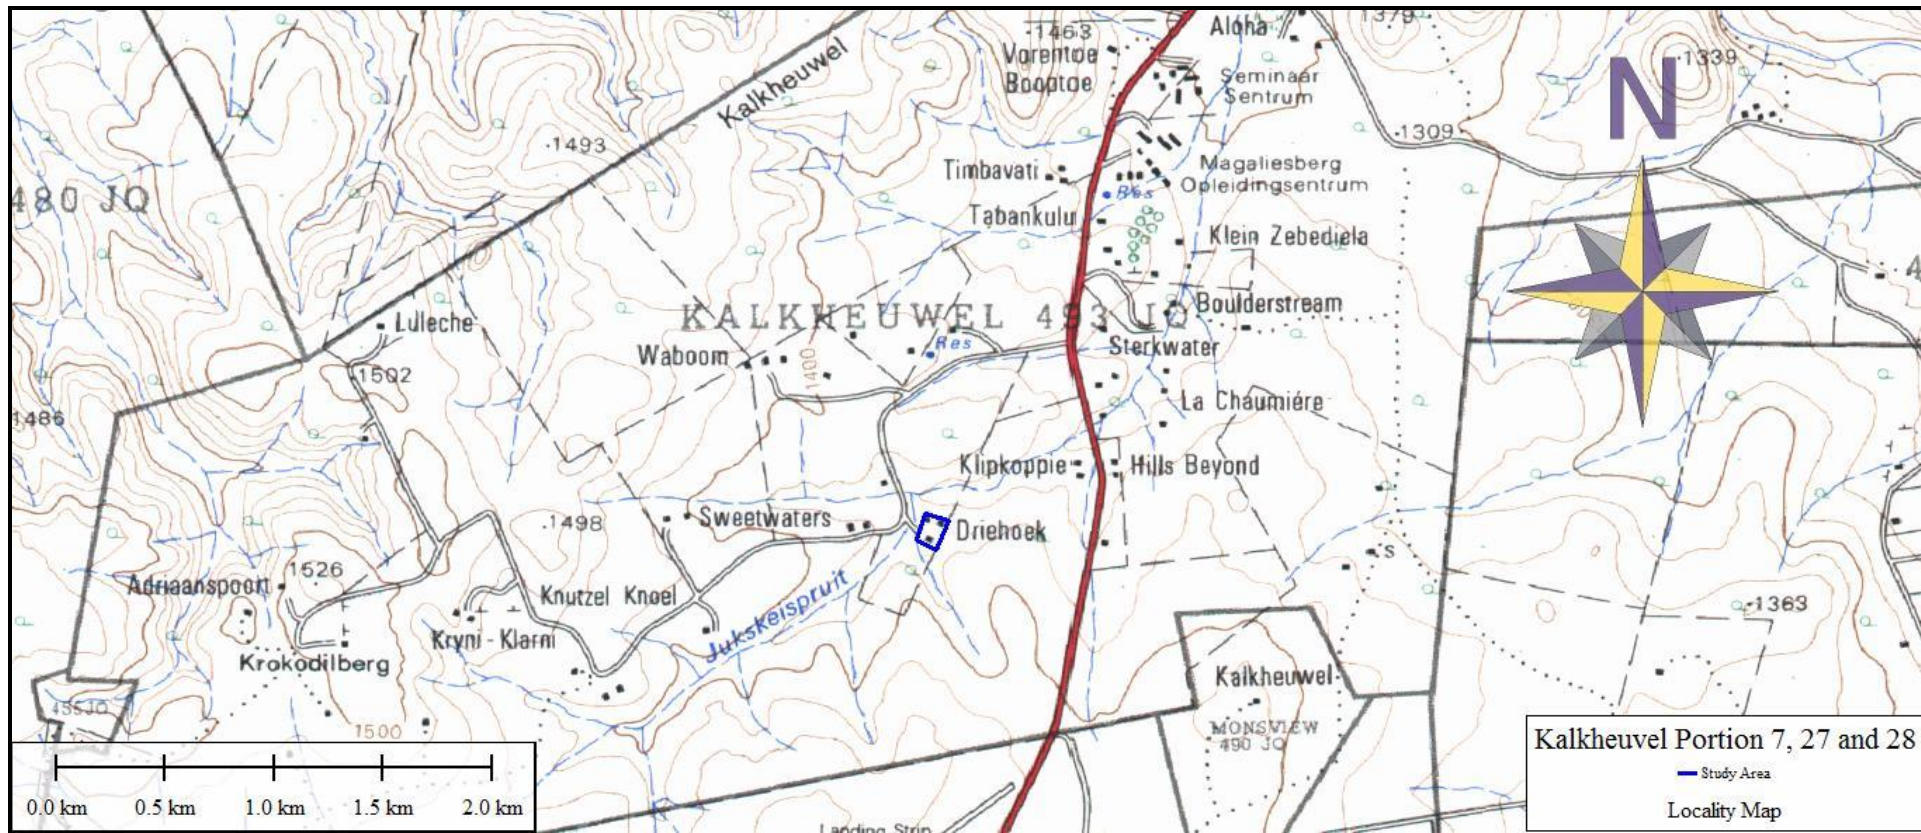 1463
Vorentoe
Booptoe
Aloha
1379
1339
Seminaar
Sentrum
Kalkheuwel
1493
1309
Timbavati
Magaliesberg
Opleidingsentrum
Res
480 JQ
Tabankulu
Klein Zebediela
N
KALKHEUWEL 493 JQ
Boulderstream
Luleche
Res
Sterkwater
Waboom
1400
1502
La Chaumiére
1486
Klipkoppie
Hills Beyond
1498
Sweetwaters
Driehoek
S
1526
Adriaanspoort
Knutzel Knoel
Jukskeispruit
1363
Kryni-Klarni
Krokodilberg
Kalkheuwel
455JQ
1500
MONSVIEW
490 JQ
Landing Strip
0.0 km 0.5 km 1.0 km 1.5 km 2.0 km
Kalkheuvel Portion 7, 27 and 28
Study Area
Locality Map